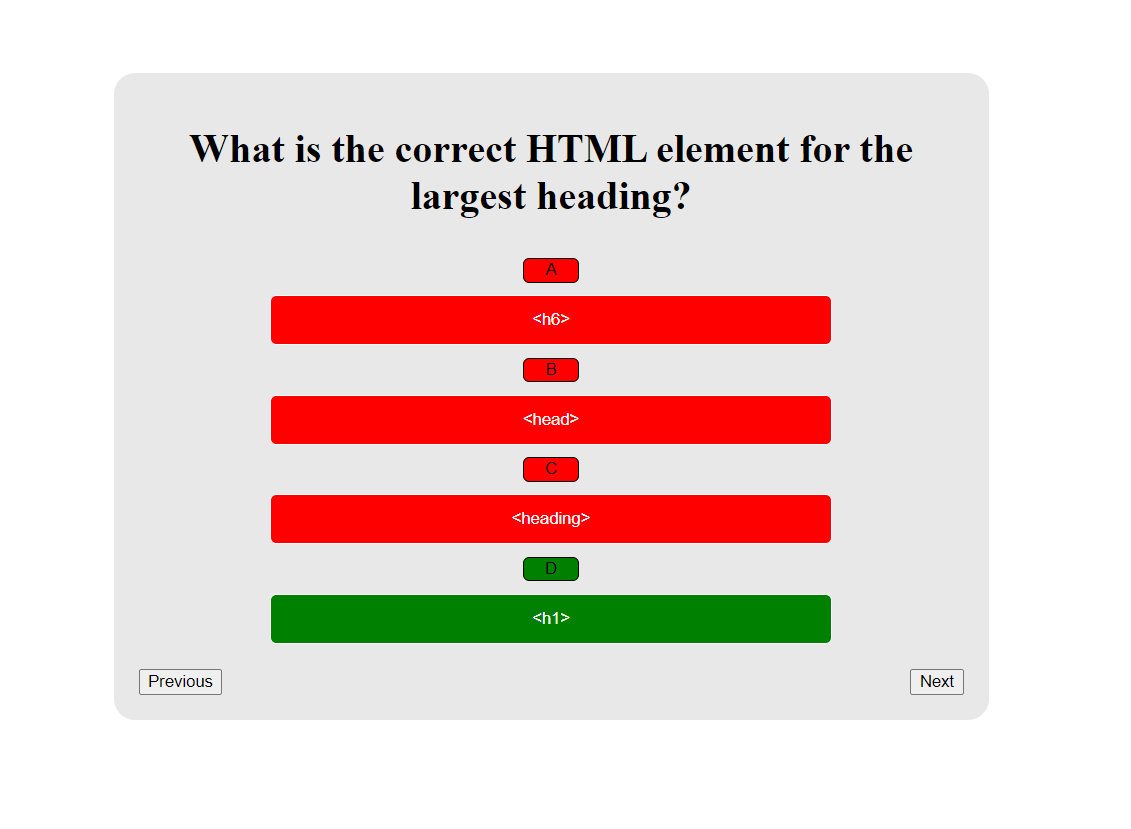 What is the correct HTML element for the
largest heading?
A
<h6>
B
<head>
C
<heading>
D
<h1>
Previous
Next